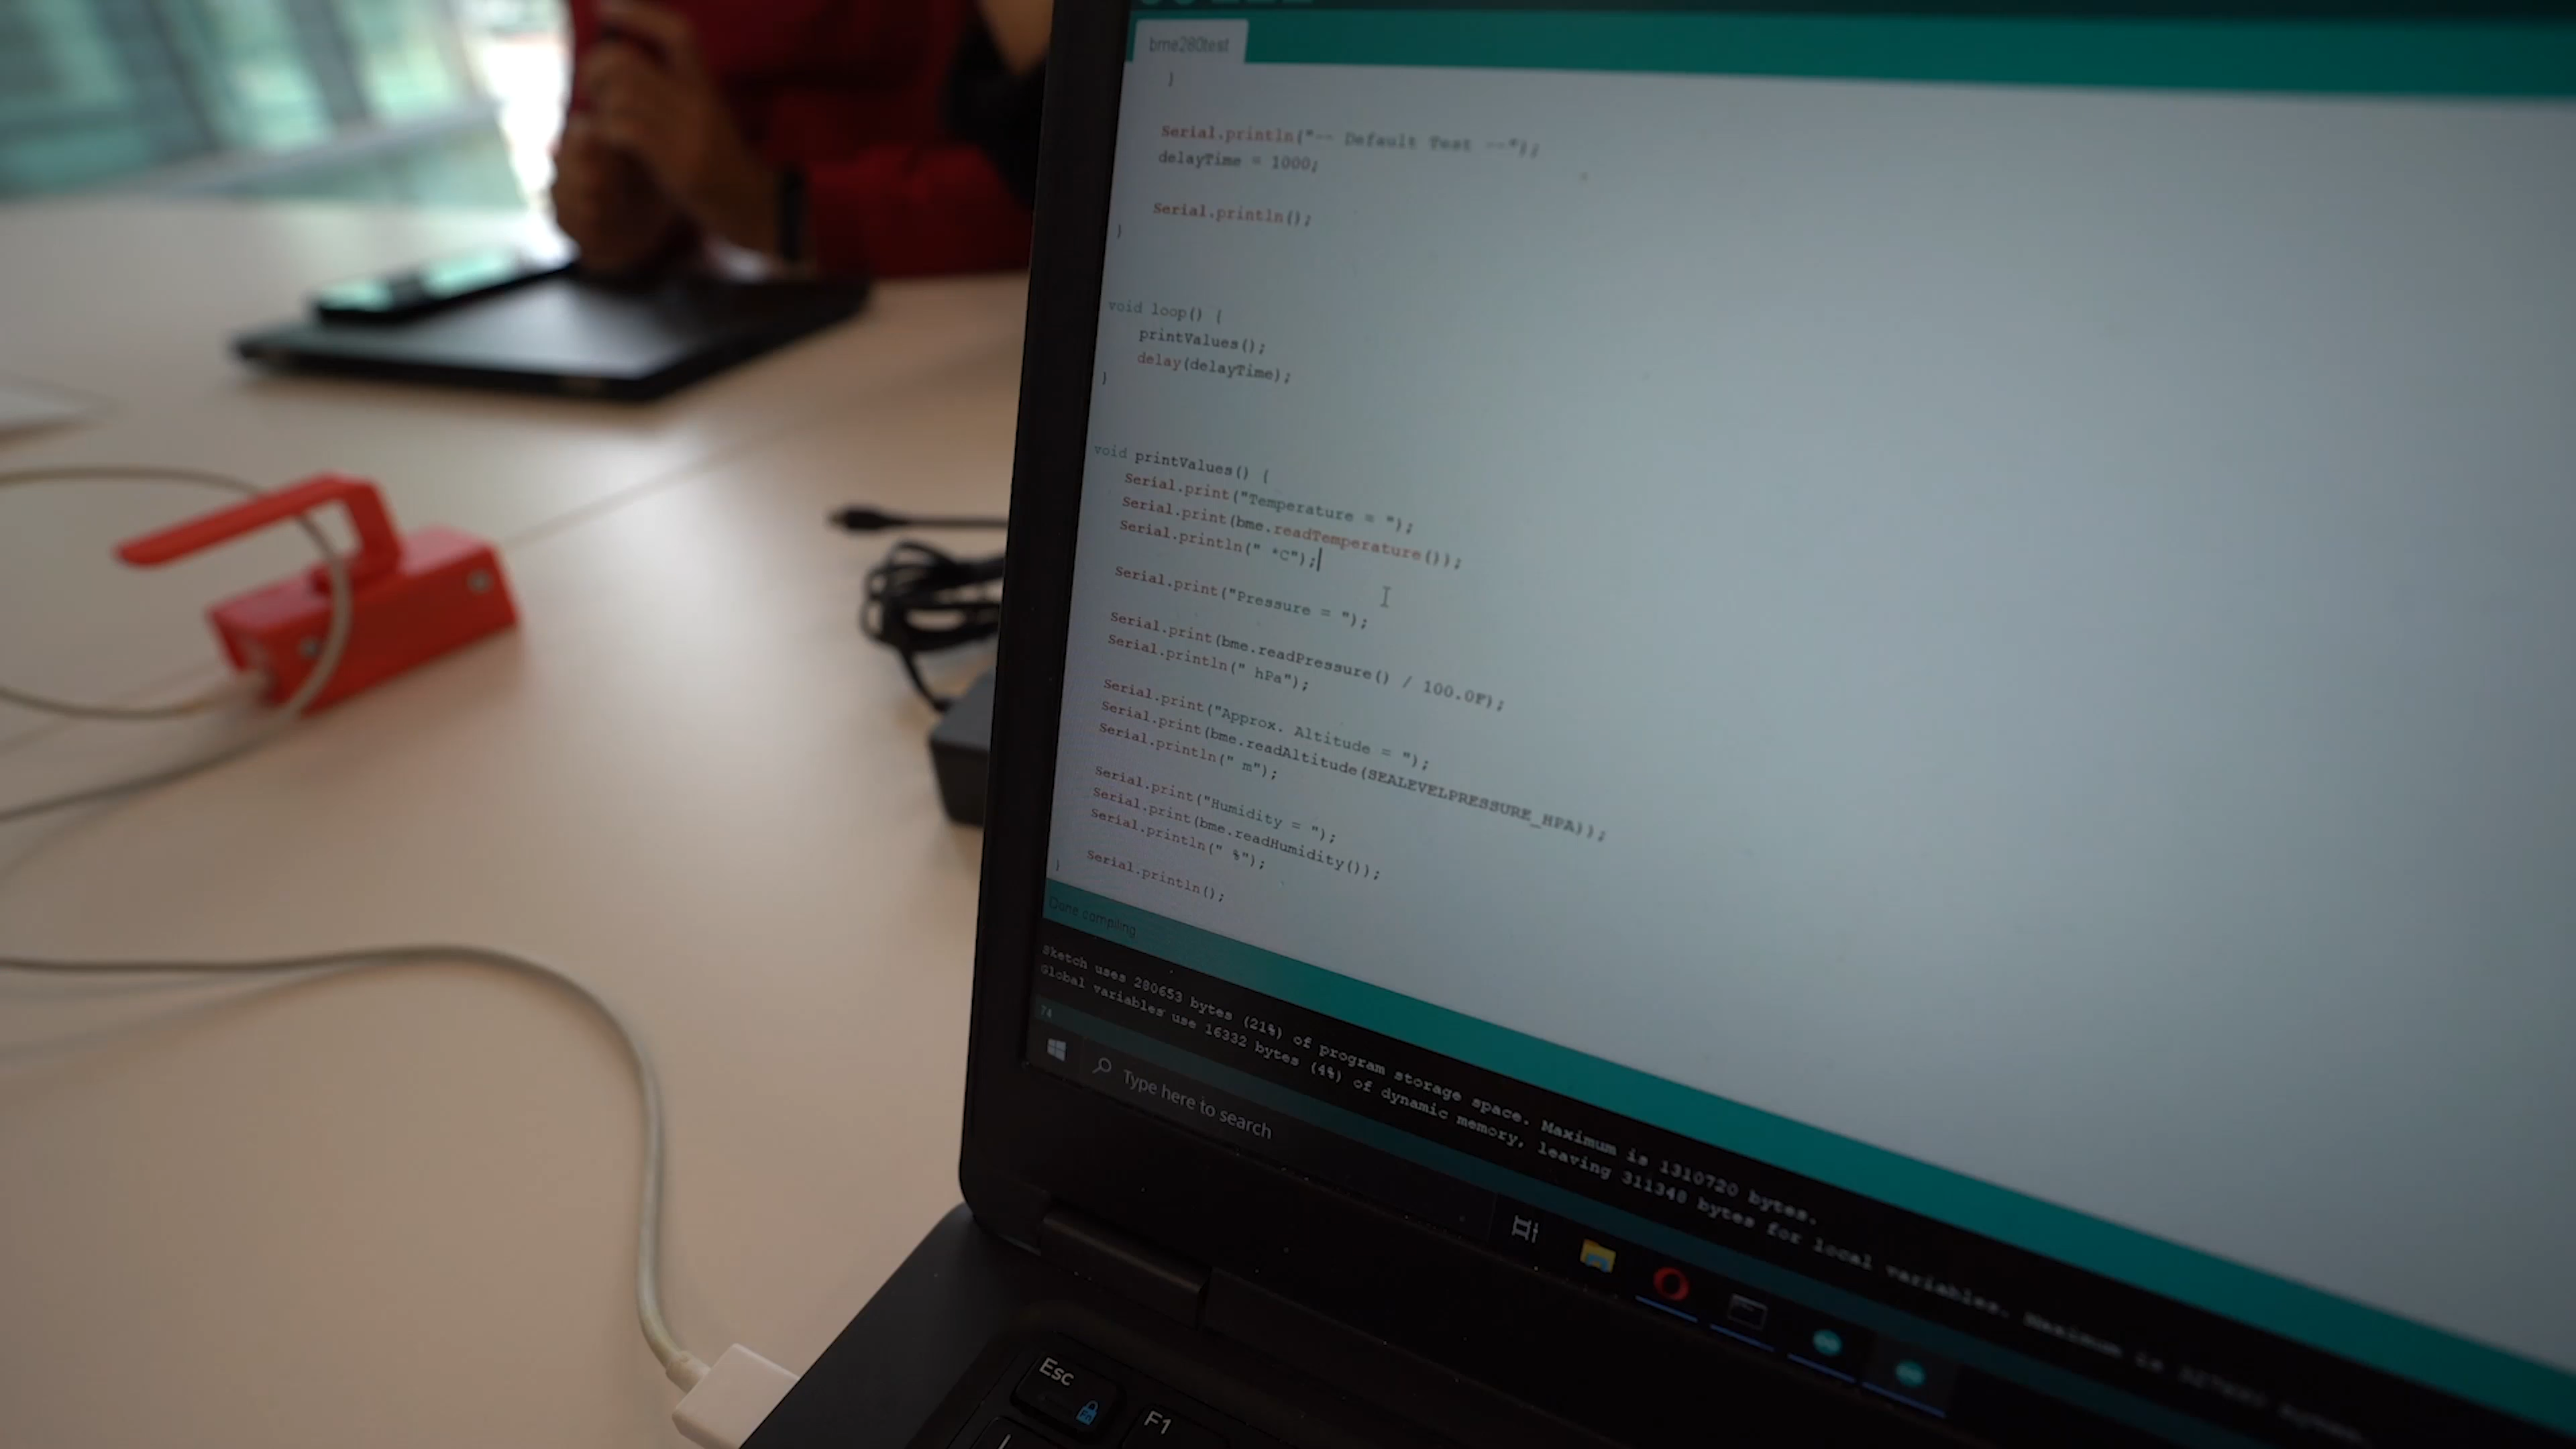 bme280test
}
Serial.println("-- Default Test --");
delayTime = 1000;
Serial.println();
}
void loop() {
printValues();
delay(delayTime);
}
void printValues() {
Serial.print("Temperature = ");
Serial.print(bme.readTemperature());
Serial.println(" *C");
Serial.print("Pressure = ");
Serial.print(bme.readPressure() / 100.0F);
Serial.println(" hPa");
Serial.print("Approx. Altitude = ");
Serial.print(bme.readAltitude(SEALEVELPRESSURE_HPA));
Serial.println(" m");
Serial.print("Humidity = ");
Serial.print(bme.readHumidity());
Serial.println(" %");
Serial.println();
}
Done compiling
Sketch uses 280653 bytes (21%) of program storage space. Maximum is 1310720 bytes.
Global variables use 16332 bytes (4%) of dynamic memory, leaving 311348 bytes for local variables. Maximum is
74
Type here to search
Esc
F1